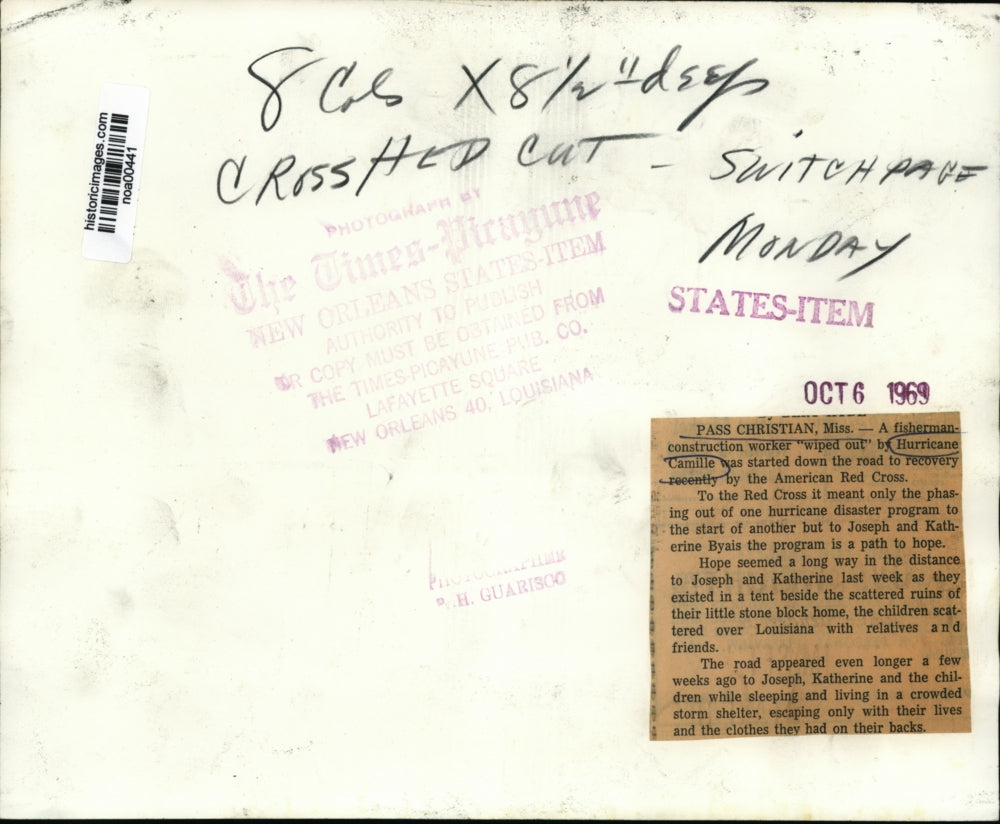 8 Cols X 8 1/2" deep
CROSSHED CUT - SWITCH PAGE
MONDAY
historicimages.com
noa00441
PHOTOGRAPH BY
The Times-Picayune
NEW ORLEANS STATES-ITEM
AUTHORITY TO PUBLISH
OR COPY MUST BE OBTAINED FROM
THE TIMES-PICAYUNE PUB. CO.
LAFAYETTE SQUARE
NEW ORLEANS 40, LOUISIANA
STATES-ITEM
OCT 6 1969
PASS CHRISTIAN, Miss. — A fisherman-
construction worker "wiped out" by Hurricane
Camille was started down the road to recovery
recently by the American Red Cross.
To the Red Cross it meant only the phas-
ing out of one hurricane disaster program to
the start of another but to Joseph and Kath-
erine Byais the program is a path to hope.
Hope seemed a long way in the distance
to Joseph and Katherine last week as they
existed in a tent beside the scattered ruins of
their little stone block home, the children scat-
tered over Louisiana with relatives and
friends.
The road appeared even longer a few
weeks ago to Joseph, Katherine and the chil-
dren while sleeping and living in a crowded
storm shelter, escaping only with their lives
and the clothes they had on their backs.
PHOTOGRAPHER
H. GUARISCO